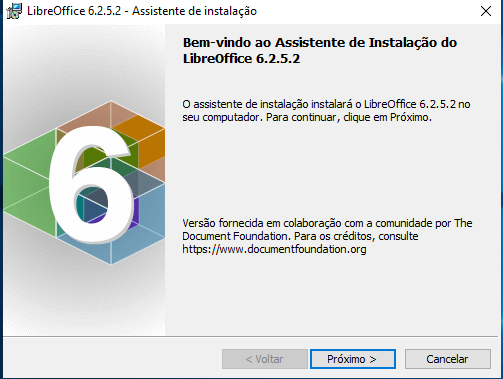 LibreOffice 6.2.5.2 - Assistente de instalação
Bem-vindo ao Assistente de Instalação do
LibreOffice 6.2.5.2
O assistente de instalação instalará o LibreOffice 6.2.5.2 no
seu computador. Para continuar, clique em Próximo.
6
Versão fornecida em colaboração com a comunidade por The
Document Foundation. Para os créditos, consulte
https://www.documentfoundation.org
< Voltar
Próximo >
Cancelar